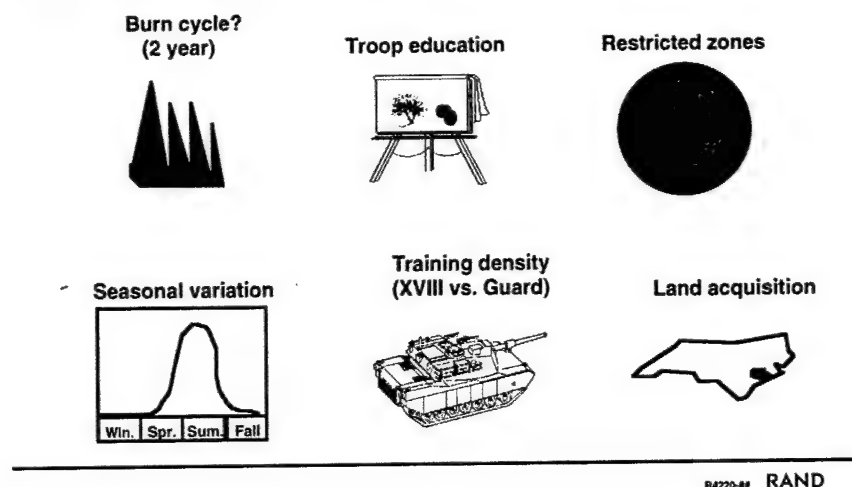 Burn cycle?
(2 year)
Troop education
Restricted zones
Seasonal variation
Win. Spr. Sum. Fall
Training density
(XVIII vs. Guard)
Land acquisition
RAND